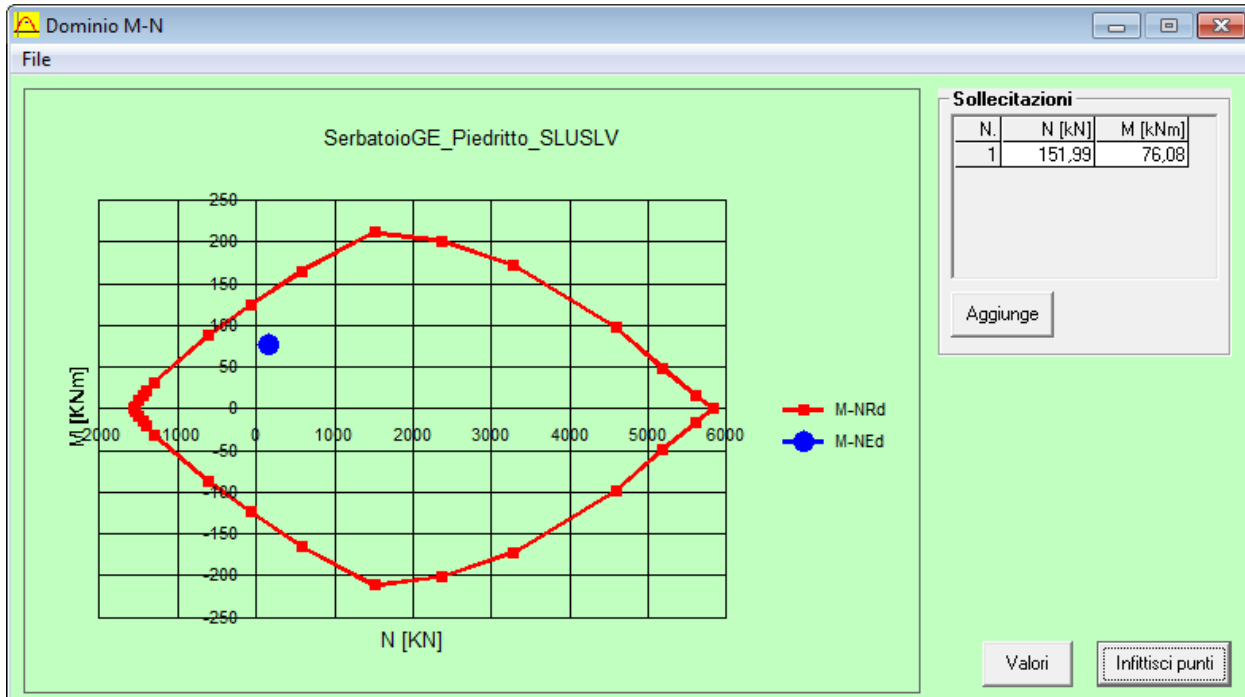 Dominio M-N
File
SerbatoioGE_Piedritto_SLUSLV
250
200
150
100
50
0
2000 1000 0 1000 2000 3000 4000 5000 6000
-50
-100
-150
-200
-250
M [KNm]
N [KN]
M-NRd
M-NEd
Sollecitazioni
N. N [kN] M [kNm]
1 151,99 76,08
Aggiunge
Valori
Infittisci punti